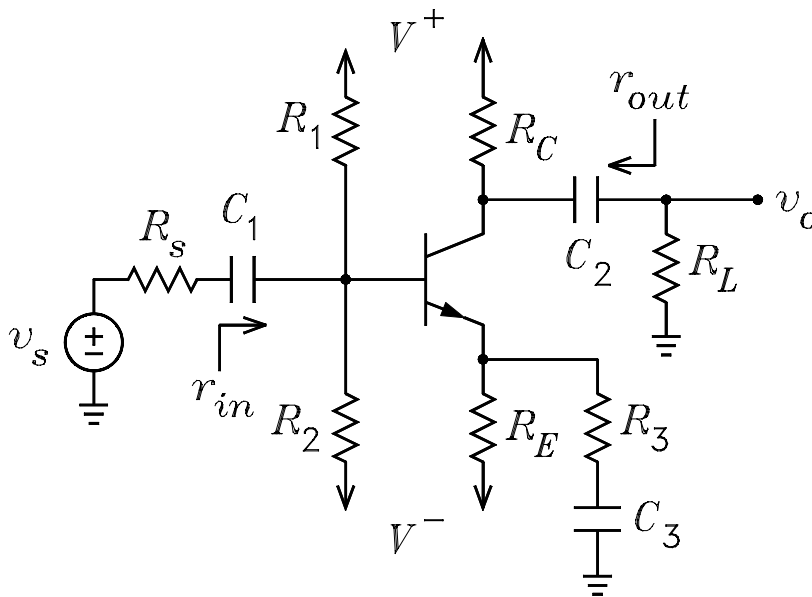 V⁺
r_out
R₁
R_C
C₁
v_o
R_s
C₂
R_L
v_s
r_in
R₂
R_E
R₃
V⁻
C₃